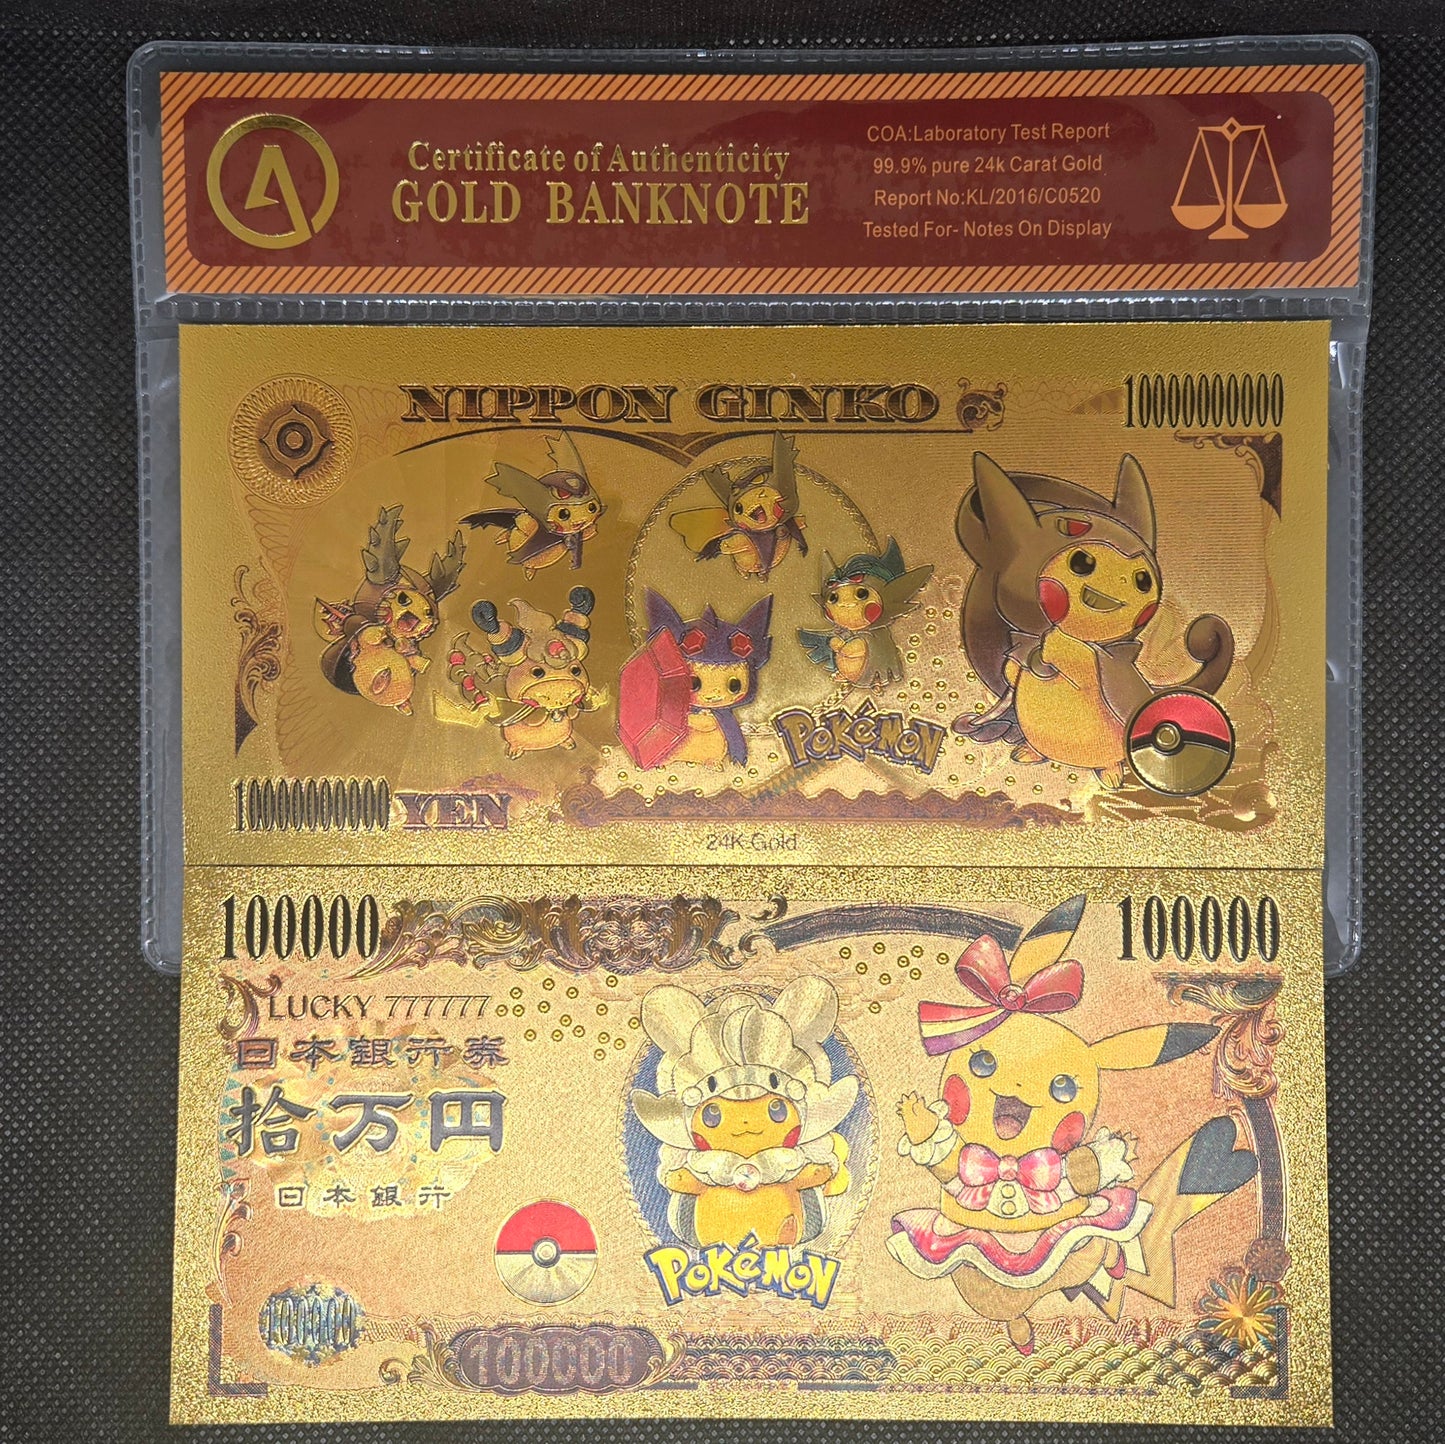 Certificate of Authenticity
GOLD BANKNOTE
COA:Laboratory Test Report
99.9% pure 24k Carat Gold
Report No:KL/2016/C0520
Tested For- Notes On Display
NIPPON GINKO
10000000000
POKéMON
10000000000 YEN
24K Gold
100000
100000
LUCKY 777777
日本銀行券
拾万円
日本銀行
POKéMON
100000
100000